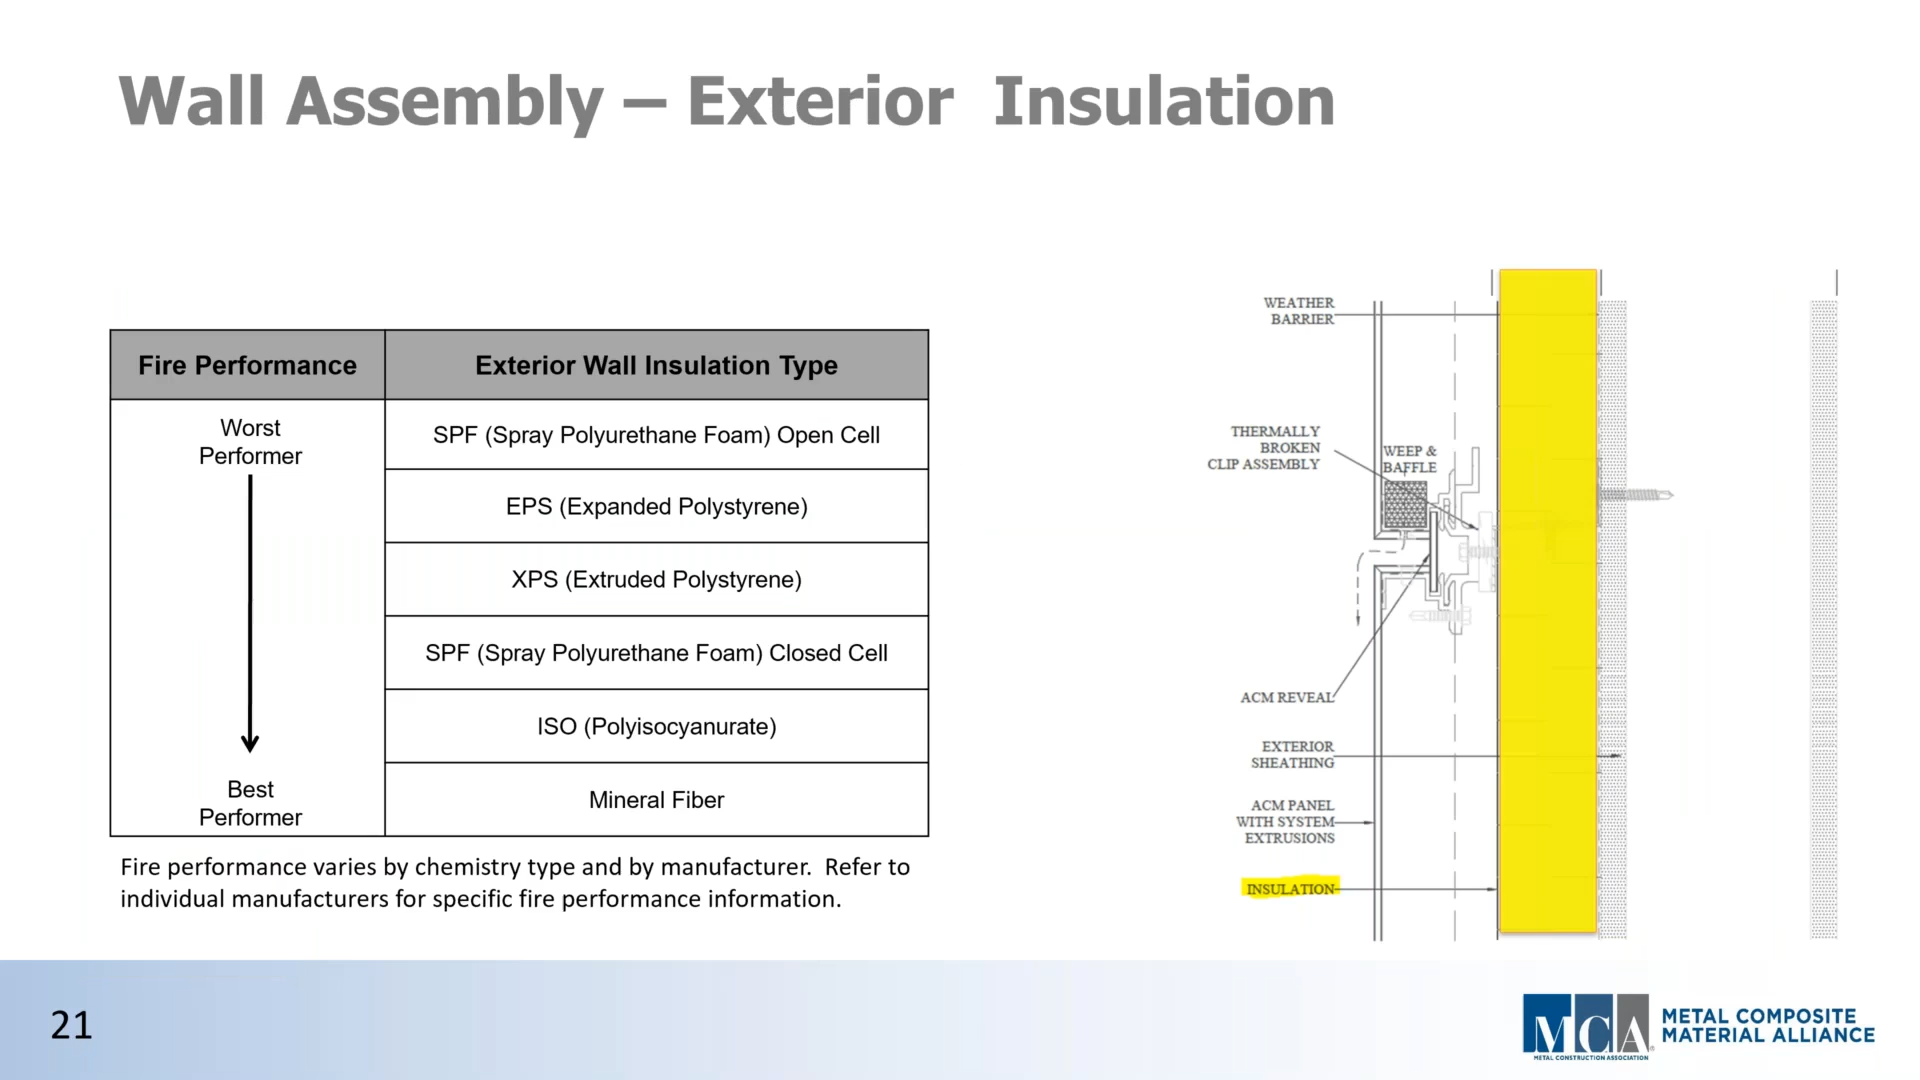 Wall Assembly – Exterior  Insulation
Fire Performance
Exterior Wall Insulation Type
Worst
Performer
Best
Performer
SPF (Spray Polyurethane Foam) Open Cell
EPS (Expanded Polystyrene)
XPS (Extruded Polystyrene)
SPF (Spray Polyurethane Foam) Closed Cell
ISO (Polyisocyanurate)
Mineral Fiber
Fire performance varies by chemistry type and by manufacturer.  Refer to
individual manufacturers for specific fire performance information.
WEATHER
BARRIER
THERMALLY
BROKEN
CLIP ASSEMBLY
WEEP &
BAFFLE
ACM REVEAL
EXTERIOR
SHEATHING
ACM PANEL
WITH SYSTEM
EXTRUSIONS
INSULATION
21
MCA®
METAL CONSTRUCTION ASSOCIATION
METAL COMPOSITE
MATERIAL ALLIANCE